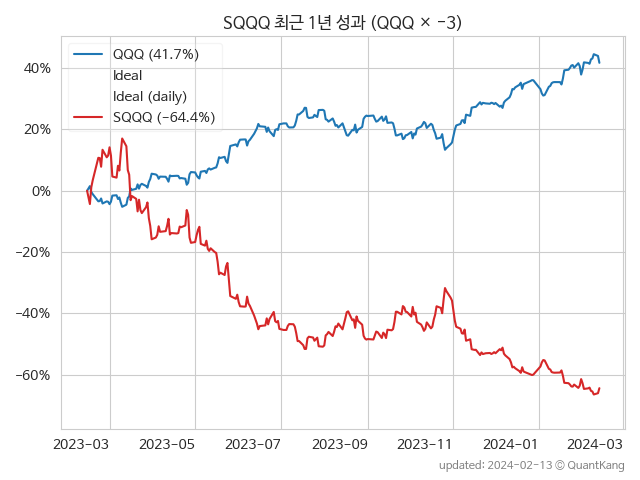 SQQQ 최근 1년 성과 (QQQ × −3)
QQQ (41.7%)
Ideal
Ideal (daily)
SQQQ (−64.4%)
40%
20%
0%
−20%
−40%
−60%
2023−03 2023−05 2023−07 2023−09 2023−11 2024−01 2024−03
updated: 2024-02-13 © QuantKang